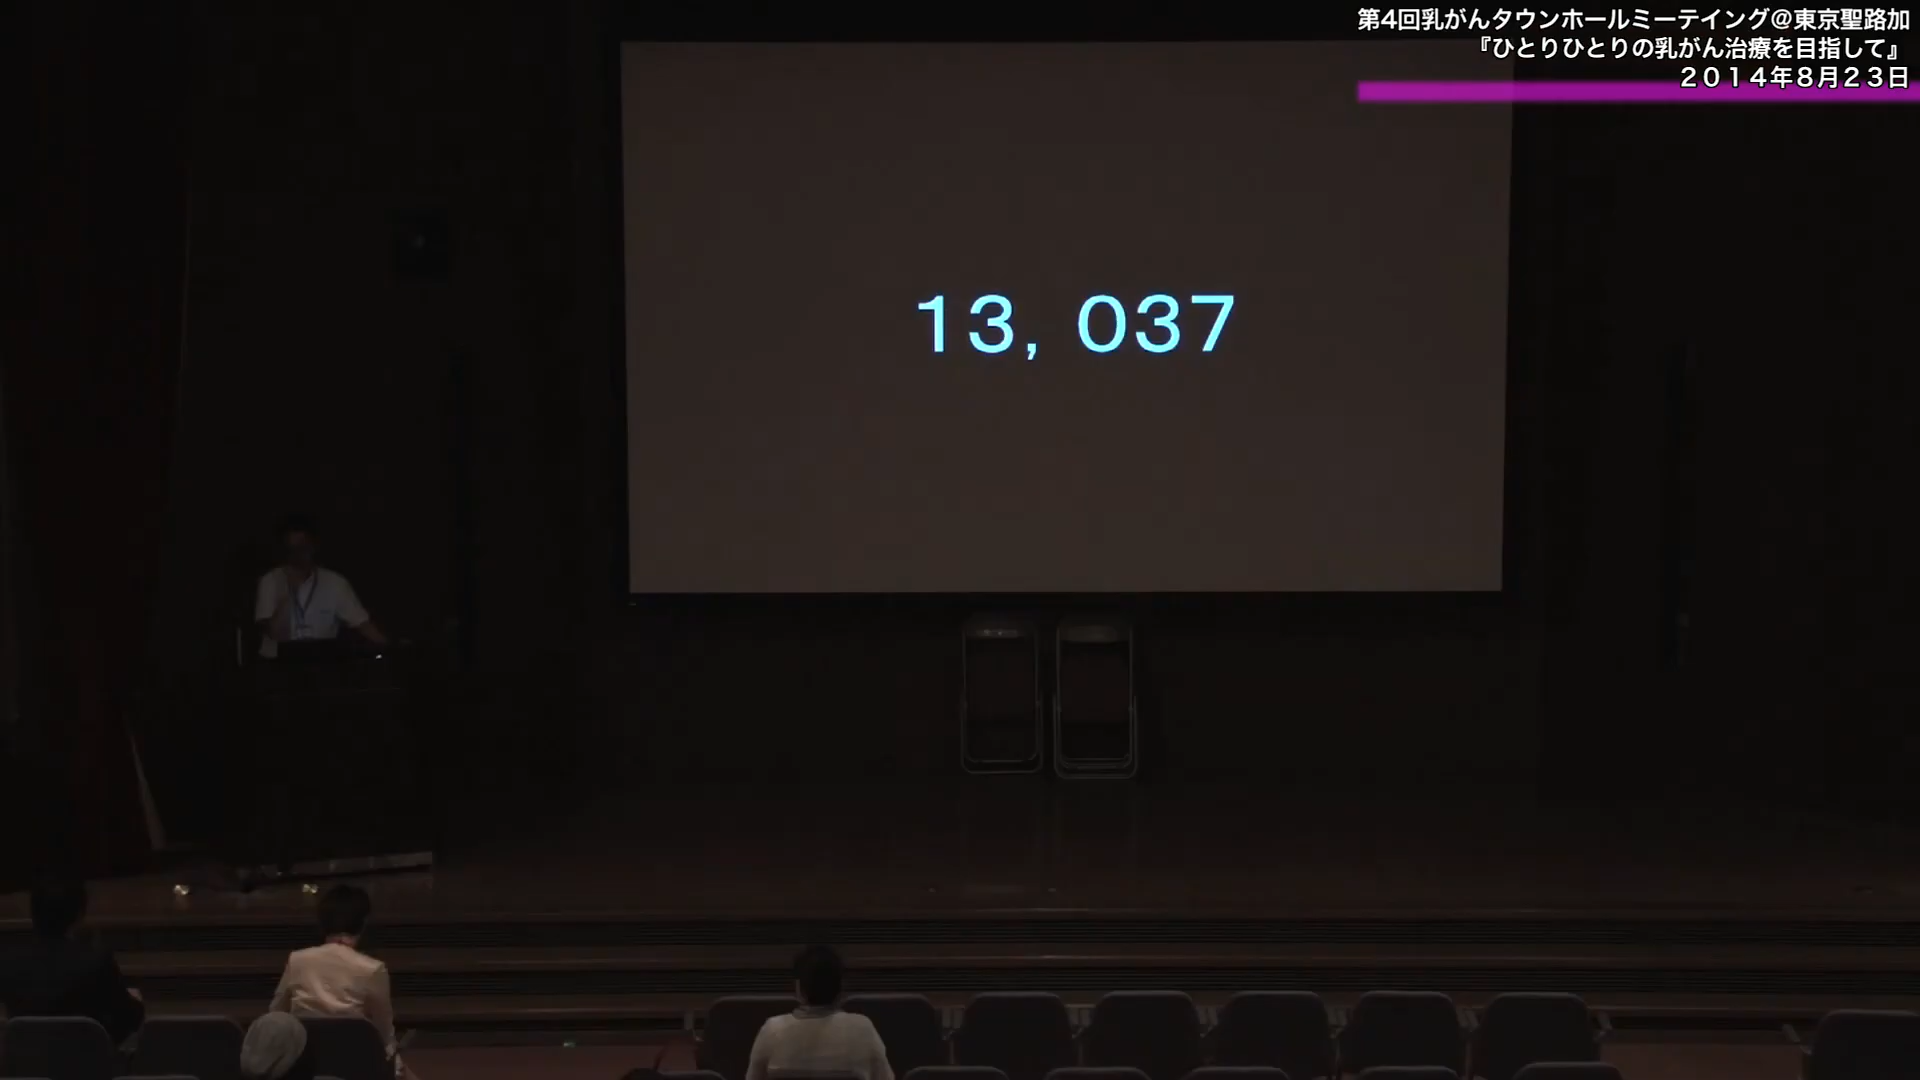 第4回乳がんタウンホールミーテイング＠東京聖路加
『ひとりひとりの乳がん治療を目指して』
２０１４年８月２３日
13, 037